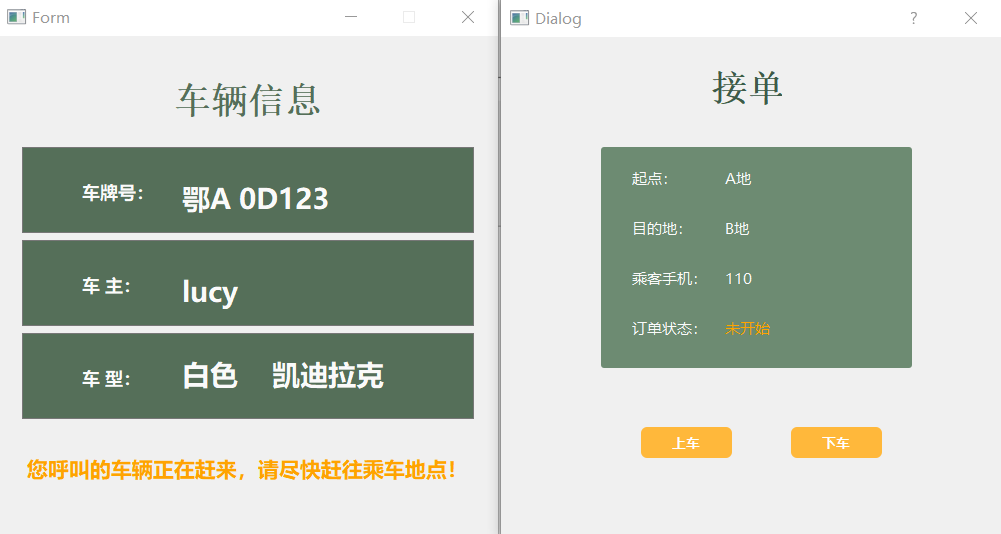 Form
车辆信息
车牌号： 鄂A 0D123
车 主： lucy
车 型： 白色 凯迪拉克
您呼叫的车辆正在赶来，请尽快赶往乘车地点！
Dialog ?
接单
起点： A地
目的地： B地
乘客手机： 110
订单状态： 未开始
上车 下车